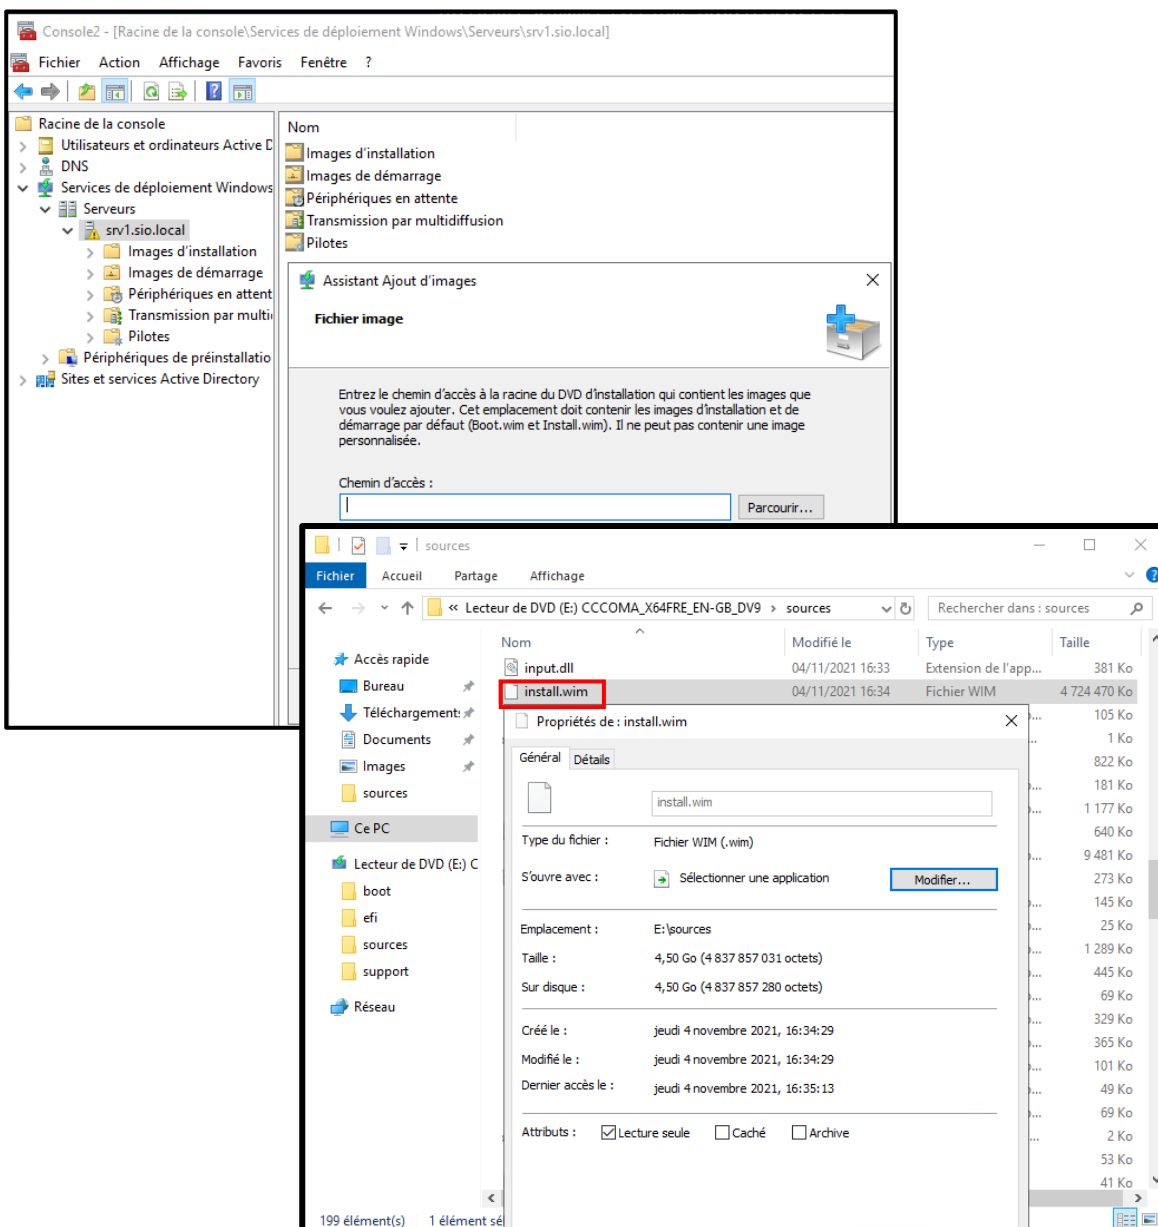 Console2 - [Racine de la console\Services de déploiement Windows\Serveurs\srv1.sio.local]
Fichier Action Affichage Favoris Fenêtre ?
Racine de la console
Utilisateurs et ordinateurs Active D
DNS
Services de déploiement Windows
Serveurs
srv1.sio.local
Images d'installation
Images de démarrage
Périphériques en attent
Transmission par multi
Pilotes
Périphériques de préinstallatio
Sites et services Active Directory
Nom
Images d'installation
Images de démarrage
Périphériques en attente
Transmission par multidiffusion
Pilotes
Assistant Ajout d'images
Fichier image
Entrez le chemin d'accès à la racine du DVD d'installation qui contient les images que
vous voulez ajouter. Cet emplacement doit contenir les images d'installation et de
démarrage par défaut (Boot.wim et Install.wim). Il ne peut pas contenir une image
personnalisée.
Chemin d'accès :
Parcourir...
sources
Fichier Accueil Partage Affichage
« Lecteur de DVD (E:) CCCOMA_X64FRE_EN-GB_DV9 > sources
Rechercher dans : sources
Accès rapide
Bureau
Téléchargement:
Documents
Images
sources
Ce PC
Lecteur de DVD (E:) C
boot
efi
sources
support
Réseau
Nom Modifié le Type Taille
input.dll 04/11/2021 16:33 Extension de l'app... 381 Ko
install.wim 04/11/2021 16:34 Fichier WIM 4 724 470 Ko
105 Ko
1 Ko
822 Ko
181 Ko
1 177 Ko
640 Ko
9 481 Ko
273 Ko
145 Ko
25 Ko
1 289 Ko
445 Ko
69 Ko
329 Ko
365 Ko
101 Ko
49 Ko
69 Ko
2 Ko
53 Ko
41 Ko
Propriétés de : install.wim
Général Détails
install.wim
Type du fichier : Fichier WIM (.wim)
S'ouvre avec : Sélectionner une application Modifier...
Emplacement : E:\sources
Taille : 4,50 Go (4 837 857 031 octets)
Sur disque : 4,50 Go (4 837 857 280 octets)
Créé le : jeudi 4 novembre 2021, 16:34:29
Modifié le : jeudi 4 novembre 2021, 16:34:29
Dernier accès le : jeudi 4 novembre 2021, 16:35:13
Attributs : Lecture seule Caché Archive
199 élément(s) 1 élément sé